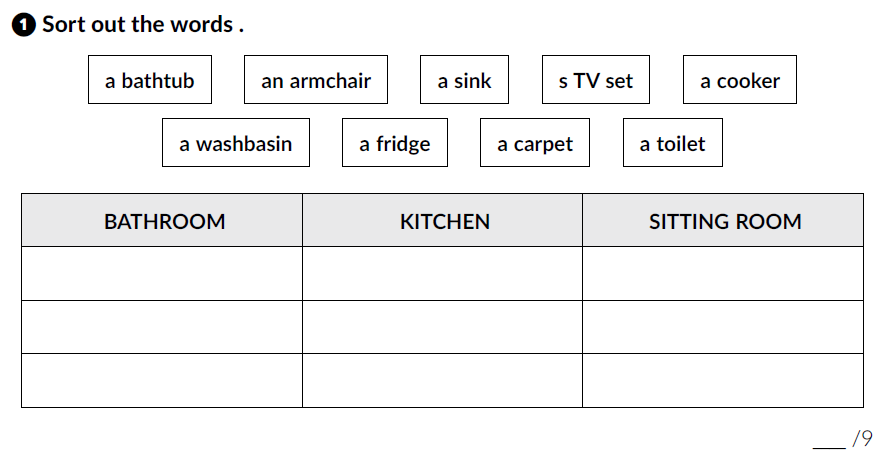 1 Sort out the words .
a bathtub an armchair a sink s TV set a cooker
a washbasin a fridge a carpet a toilet
BATHROOM KITCHEN SITTING ROOM
___ /9